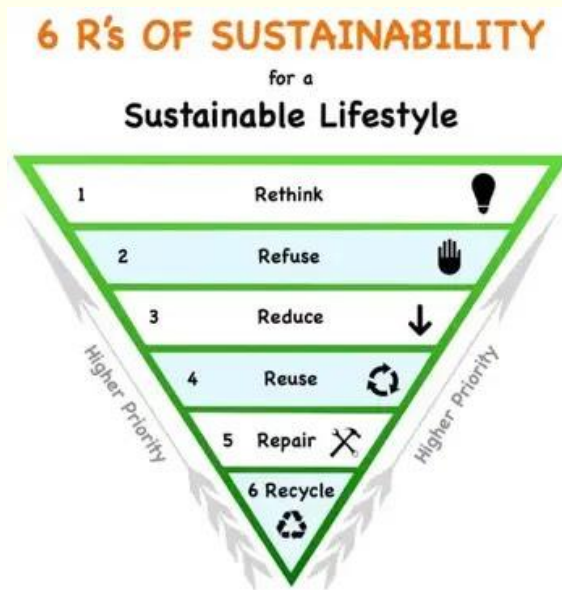 6 R's OF SUSTAINABILITY
for a
Sustainable Lifestyle
1 Rethink
2 Refuse
3 Reduce
4 Reuse
5 Repair
6 Recycle
Higher Priority
Higher Priority